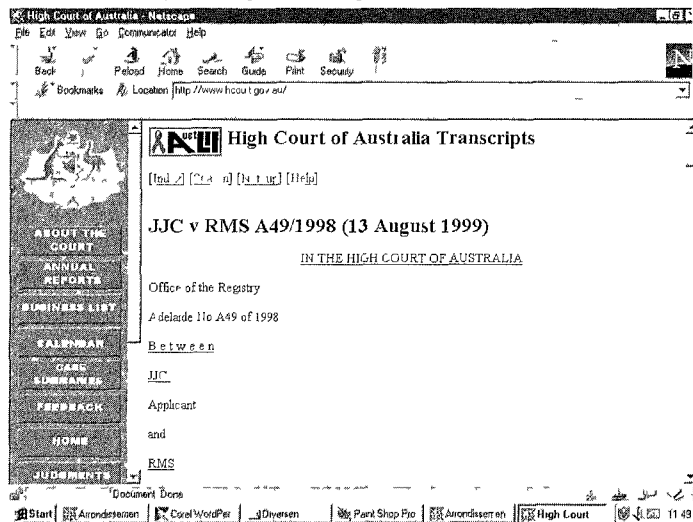 High Court of Australia - Netscape
File Edit View Go Communicator Help
Back Reload Home Search Guide Print Security
Bookmarks Location http://www.hcourt.gov.au/
AustLII High Court of Australia Transcripts
[Help]
JJC v RMS A49/1998 (13 August 1999)
IN THE HIGH COURT OF AUSTRALIA
Office of the Registry
Adelaide No A49 of 1998
Between
JJC
Applicant
and
RMS
ABOUT THE
COURT
ANNUAL
REPORTS
BUSINESS LIST
CALENDAR
CASE
SUMMARIES
FEEDBACK
HOME
JUDGMENTS
Document Done
Start Arrondissemen Corel WordPer Diversen Paint Shop Pro Arrondissemen High Court 11 49